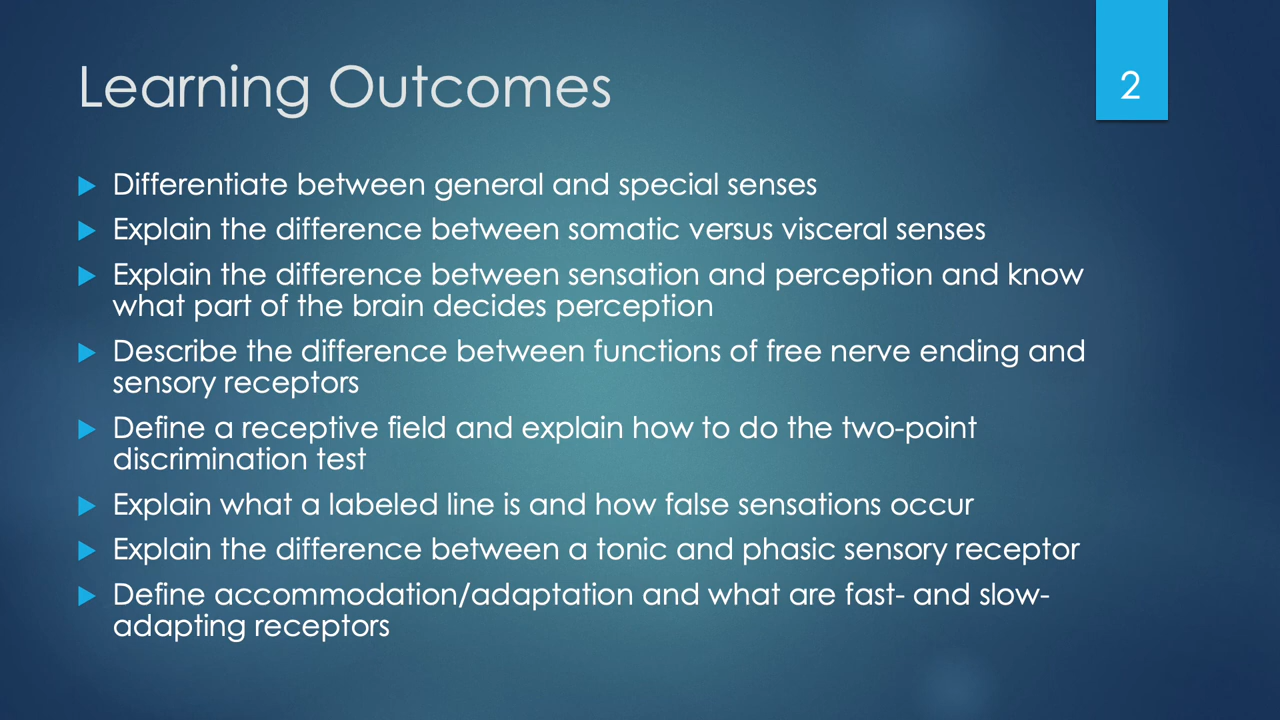 Learning Outcomes
2
Differentiate between general and special senses
Explain the difference between somatic versus visceral senses
Explain the difference between sensation and perception and know
what part of the brain decides perception
Describe the difference between functions of free nerve ending and
sensory receptors
Define a receptive field and explain how to do the two-point
discrimination test
Explain what a labeled line is and how false sensations occur
Explain the difference between a tonic and phasic sensory receptor
Define accommodation/adaptation and what are fast- and slow-
adapting receptors